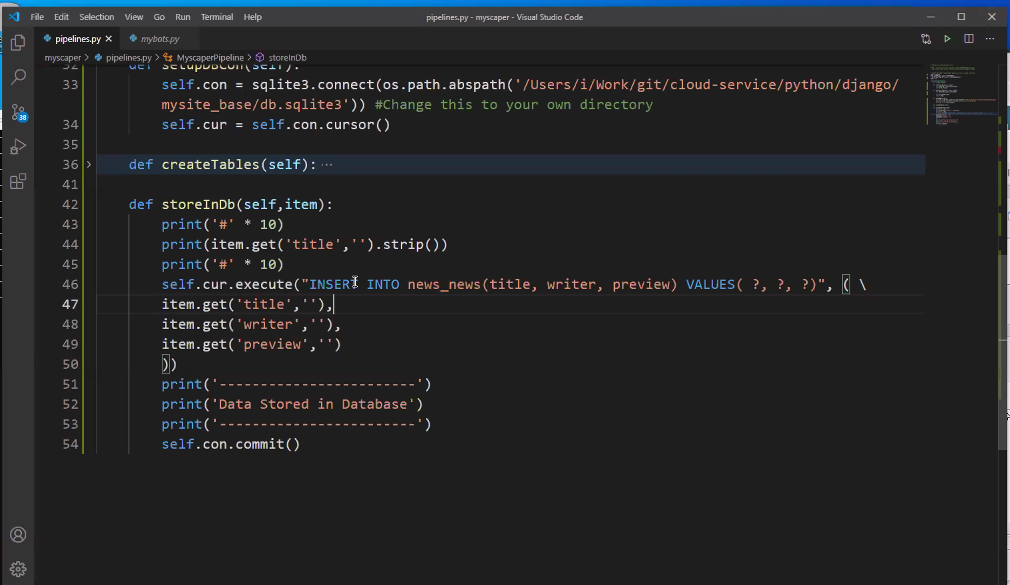 File Edit Selection View Go Run Terminal Help pipelines.py - myscaper - Visual Studio Code
pipelines.py mybots.py
myscaper > pipelines.py > MyscaperPipeline > storeInDb
32 def setupDBCon(self):
33 self.con = sqlite3.connect(os.path.abspath('/Users/i/Work/git/cloud-service/python/django/
mysite_base/db.sqlite3')) #Change this to your own directory
34 self.cur = self.con.cursor()
35
36 def createTables(self): ...
41
42 def storeInDb(self,item):
43 print('#' * 10)
44 print(item.get('title','').strip())
45 print('#' * 10)
46 self.cur.execute("INSERT INTO news_news(title, writer, preview) VALUES( ?, ?, ?)", ( \
47 item.get('title',''),
48 item.get('writer',''),
49 item.get('preview','')
50 ))
51 print('------------------------')
52 print('Data Stored in Database')
53 print('------------------------')
54 self.con.commit()
38